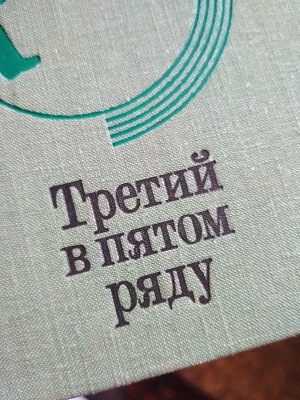 Третий
в пятом
ряду